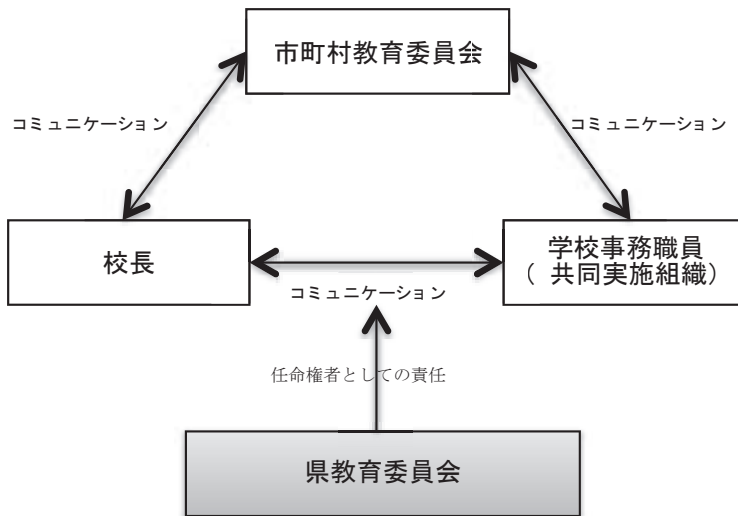 市町村教育委員会
コミュニケーション
コミュニケーション
校長
学校事務職員
( 共同実施組織)
コミュニケーション
任命権者としての責任
県教育委員会